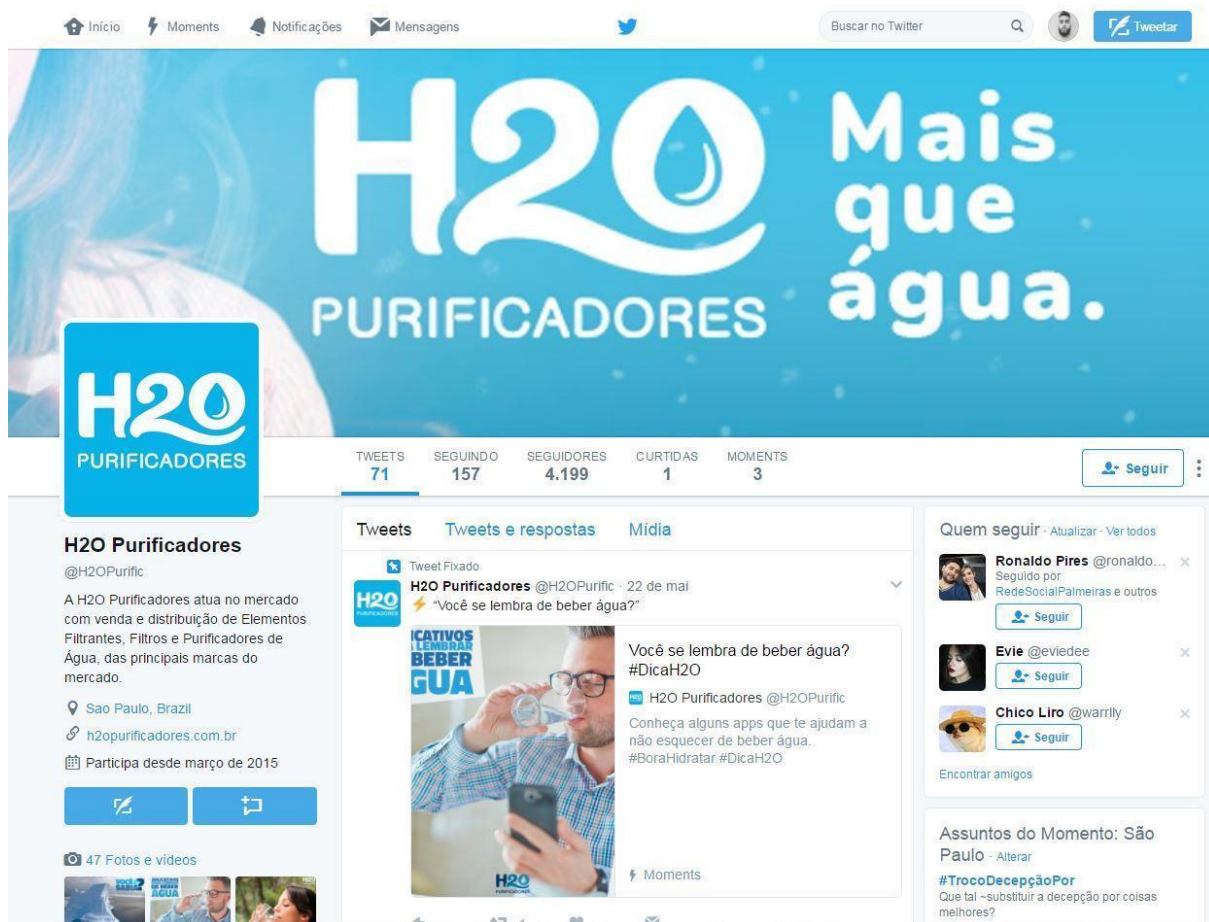 Início
Moments
Notificações
Mensagens
Buscar no Twitter
Tweetar
H2O
PURIFICADORES
Mais
que
água.
H2O
PURIFICADORES
TWEETS
71
SEGUINDO
157
SEGUIDORES
4.199
CURTIDAS
1
MOMENTS
3
Seguir
H2O Purificadores
@H2OPurific
A H2O Purificadores atua no mercado
com venda e distribuição de Elementos
Filtrantes, Filtros e Purificadores de
Água, das principais marcas do
mercado.
Sao Paulo, Brazil
h2opurificadores.com.br
Participa desde março de 2015
47 Fotos e vídeos
Tweets Tweets e respostas Mídia
Tweet Fixado
H2O Purificadores @H2OPurific · 22 de mai
"Você se lembra de beber água?"
H2O
ICATIVOS
LEMBRAR
BEBER
GUA
H2O
PURIFICADORES
Você se lembra de beber água?
#DicaH2O
H2O Purificadores @H2OPurific
Conheça alguns apps que te ajudam a
não esquecer de beber água.
#BoraHidratar #DicaH2O
Moments
Quem seguir · Atualizar · Ver todos
Ronaldo Pires @ronaldo...
Seguido por
RedeSocialPalmeiras e outros
Seguir
Evie @eviedee
Seguir
Chico Liro @warrlly
Seguir
Encontrar amigos
Assuntos do Momento: São
Paulo · Alterar
#TrocoDecepçãoPor
Que tal ~substituir a decepção por coisas
melhores?